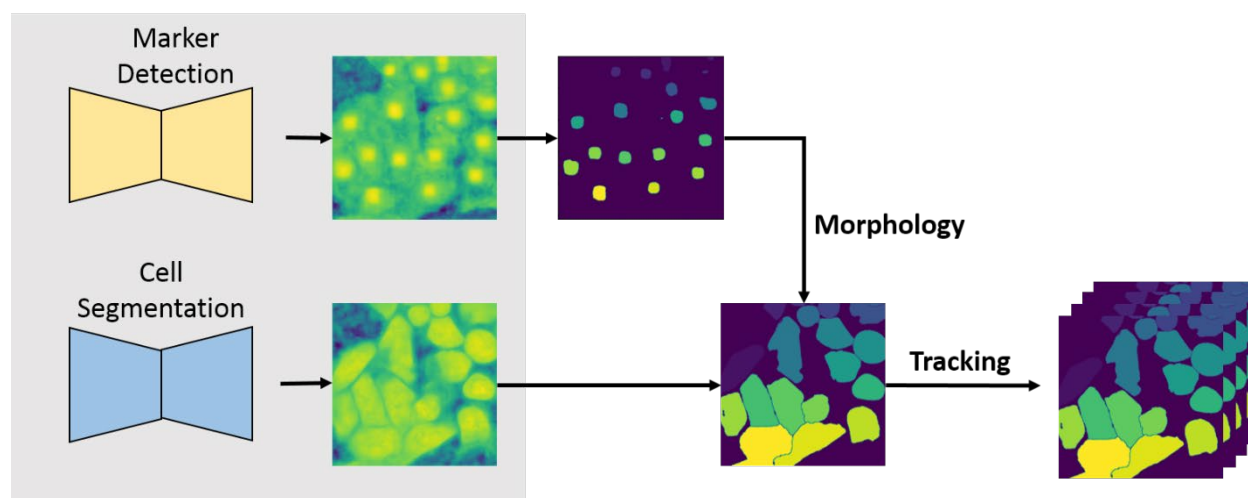 Marker
Detection
Morphology
Cell
Segmentation
Tracking